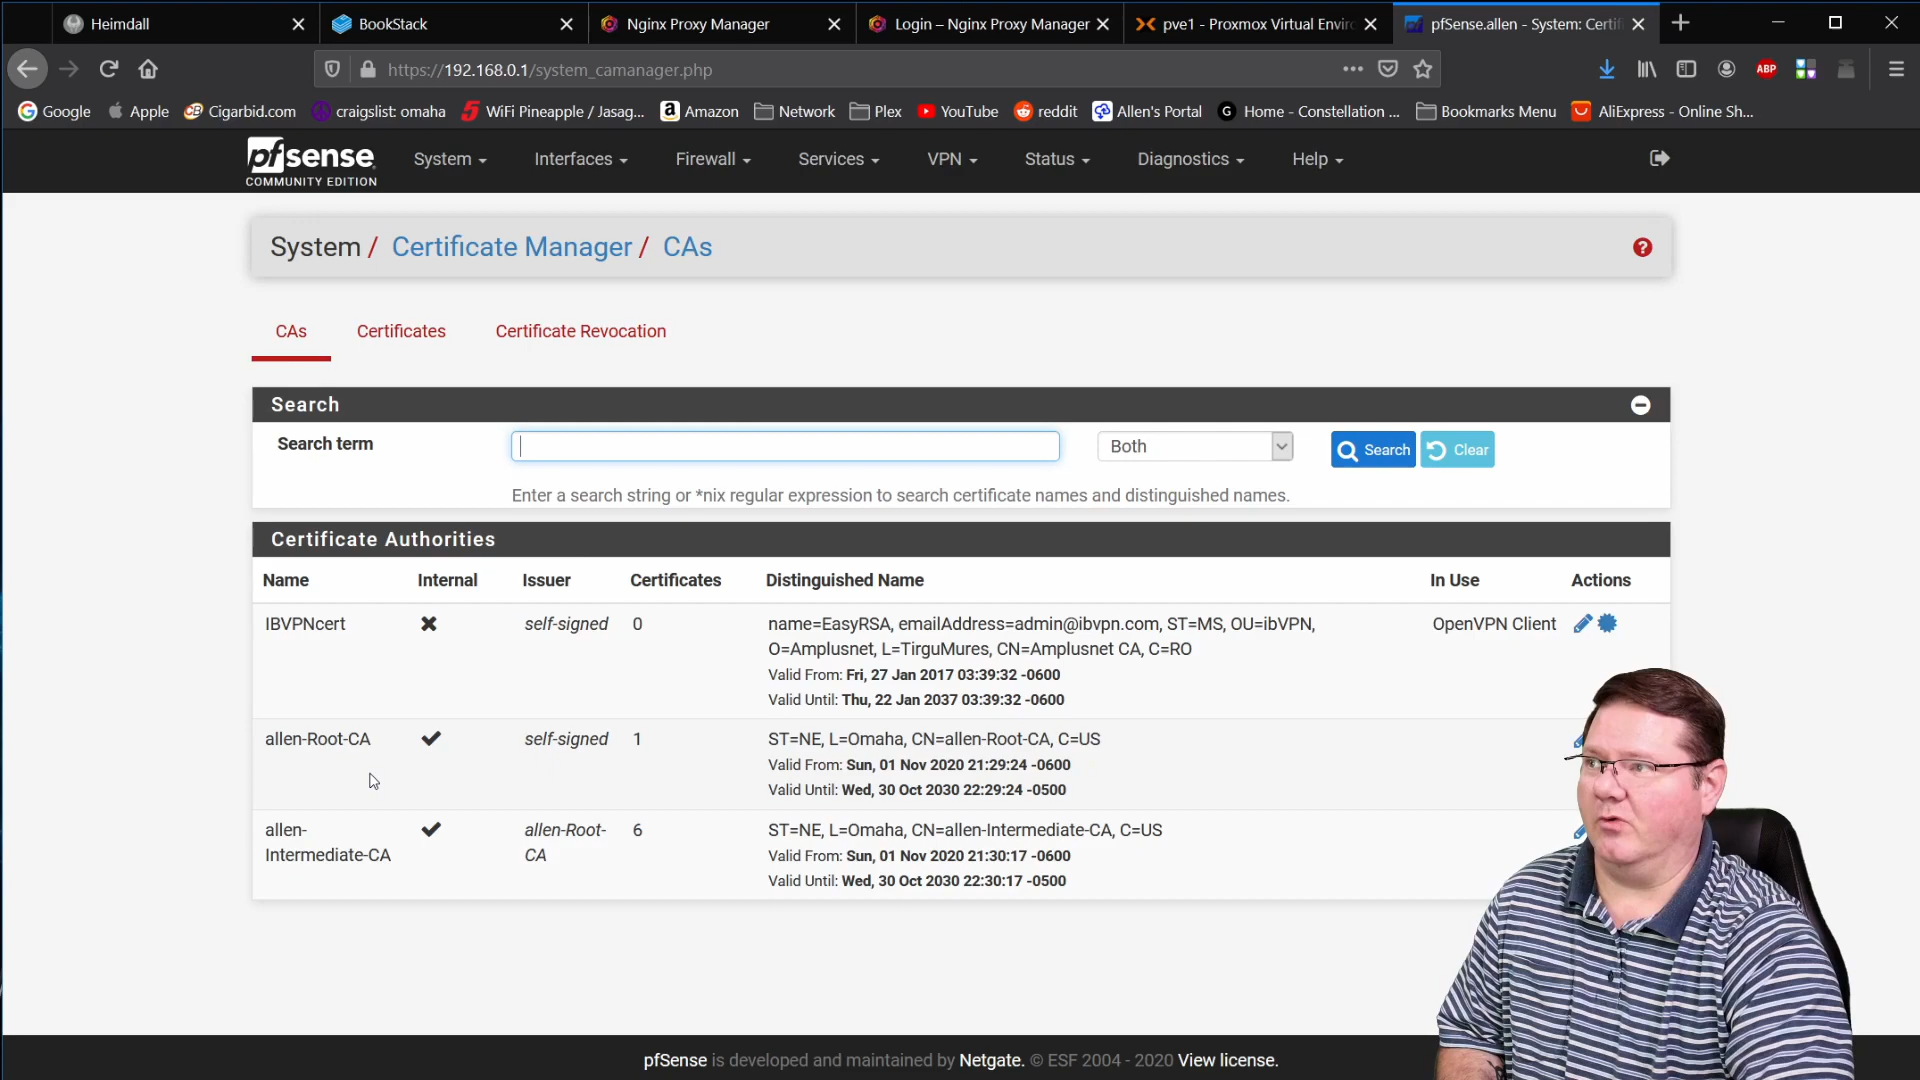 Heimdall
BookStack
Nginx Proxy Manager
Login – Nginx Proxy Manager
pve1 - Proxmox Virtual Envir
pfSense.allen - System: Certif
https://192.168.0.1/system_camanager.php
ABP
Google
Apple
Cigarbid.com
craigslist: omaha
WiFi Pineapple / Jasag...
Amazon
Network
Plex
YouTube
reddit
Allen's Portal
Home - Constellation ...
Bookmarks Menu
AliExpress - Online Sh...
pfsense
COMMUNITY EDITION
System
Interfaces
Firewall
Services
VPN
Status
Diagnostics
Help
System / Certificate Manager / CAs
CAs
Certificates
Certificate Revocation
Search
Search term
Both
Search
Clear
Enter a search string or *nix regular expression to search certificate names and distinguished names.
Certificate Authorities
Name Internal Issuer Certificates Distinguished Name In Use Actions
IBVPNcert self-signed 0 name=EasyRSA, emailAddress=admin@ibvpn.com, ST=MS, OU=ibVPN, OpenVPN Client
O=Amplusnet, L=TirguMures, CN=Amplusnet CA, C=RO
Valid From: Fri, 27 Jan 2017 03:39:32 -0600
Valid Until: Thu, 22 Jan 2037 03:39:32 -0600
allen-Root-CA self-signed 1 ST=NE, L=Omaha, CN=allen-Root-CA, C=US
Valid From: Sun, 01 Nov 2020 21:29:24 -0600
Valid Until: Wed, 30 Oct 2030 22:29:24 -0500
allen- allen-Root- 6 ST=NE, L=Omaha, CN=allen-Intermediate-CA, C=US
Intermediate-CA CA Valid From: Sun, 01 Nov 2020 21:30:17 -0600
Valid Until: Wed, 30 Oct 2030 22:30:17 -0500
pfSense is developed and maintained by Netgate. © ESF 2004 - 2020 View license.